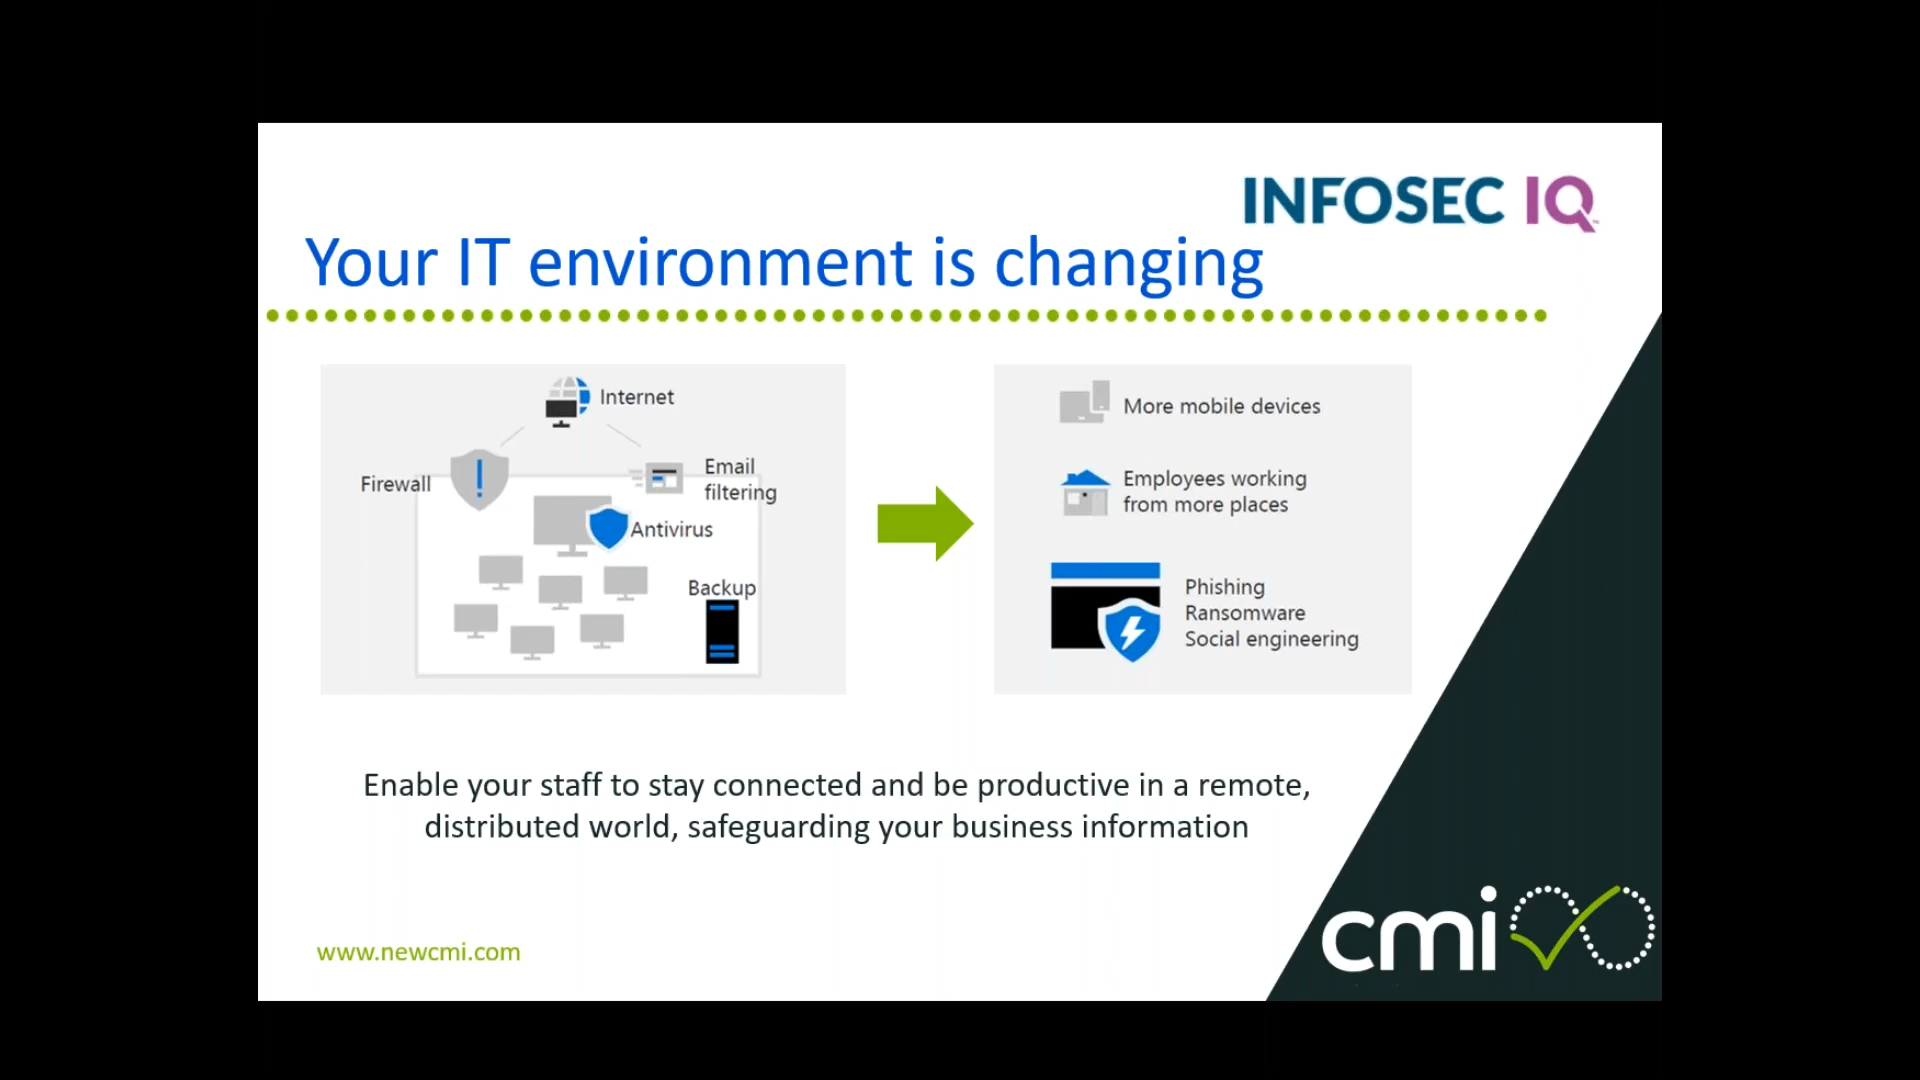 INFOSEC IQ
Your IT environment is changing
Internet
Firewall
Email
filtering
Antivirus
Backup
More mobile devices
Employees working
from more places
Phishing
Ransomware
Social engineering
Enable your staff to stay connected and be productive in a remote,
distributed world, safeguarding your business information
www.newcmi.com
cmi